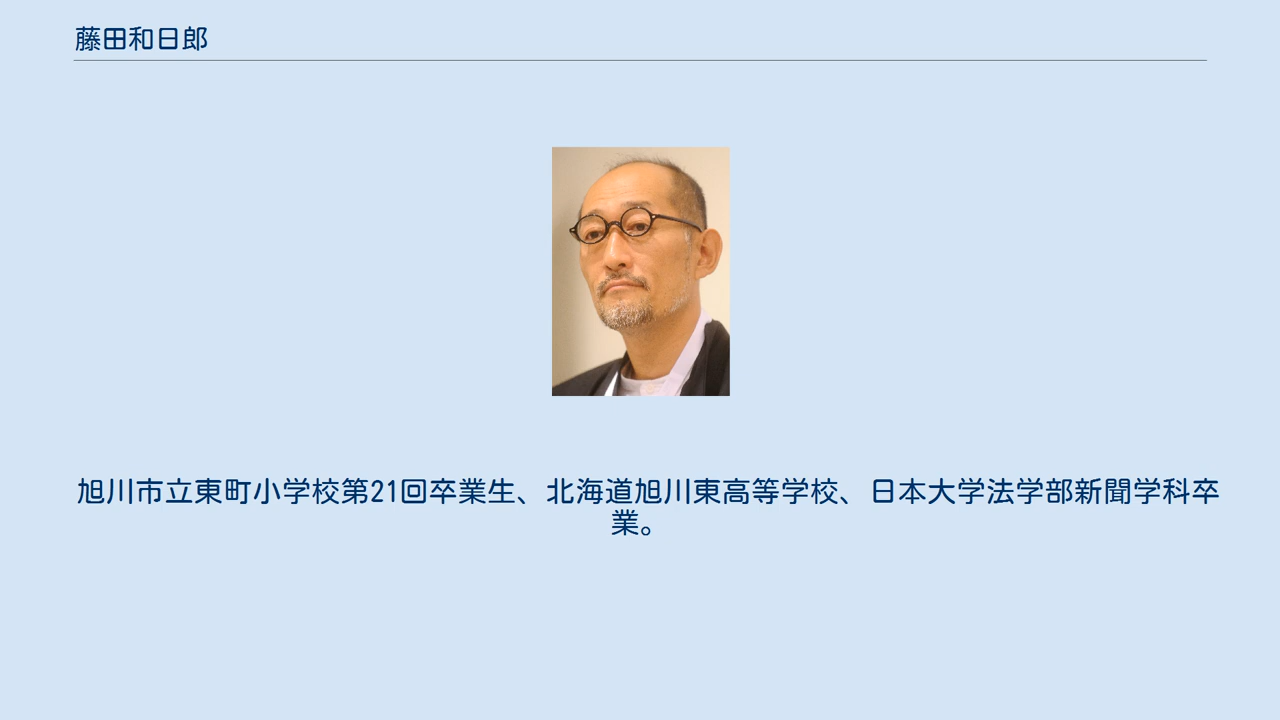 藤田和日郎
旭川市立東町小学校第21回卒業生、北海道旭川東高等学校、日本大学法学部新聞学科卒
業。